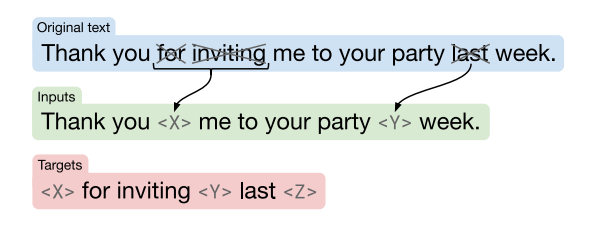 Original text
Thank you for inviting me to your party last week.
Inputs
Thank you <X> me to your party <Y> week.
Targets
<X> for inviting <Y> last <Z>